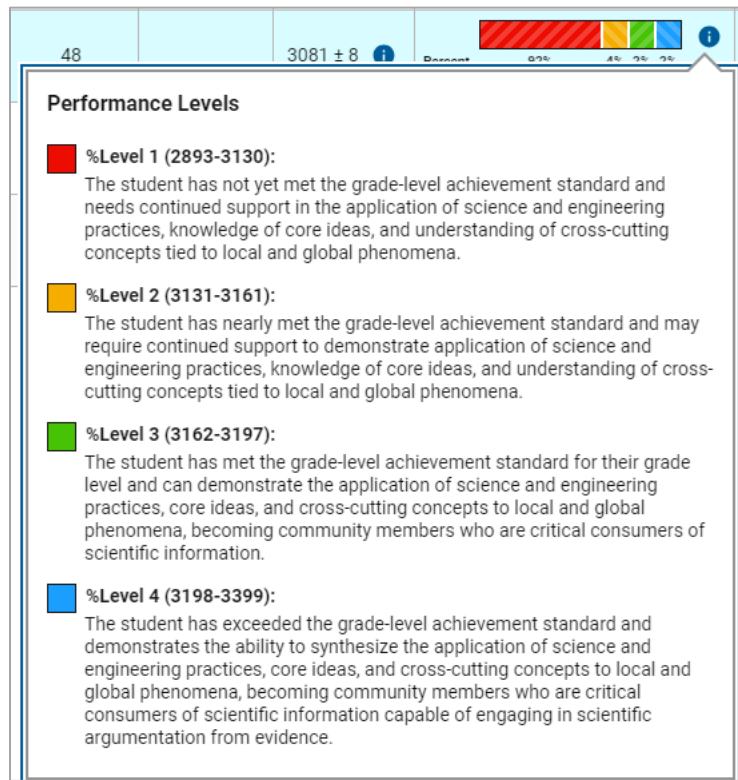 48 3081 ± 8
Percent 92% 4% 2% 2%
Performance Levels
%Level 1 (2893-3130):
The student has not yet met the grade-level achievement standard and
needs continued support in the application of science and engineering
practices, knowledge of core ideas, and understanding of cross-cutting
concepts tied to local and global phenomena.
%Level 2 (3131-3161):
The student has nearly met the grade-level achievement standard and may
require continued support to demonstrate application of science and
engineering practices, knowledge of core ideas, and understanding of cross-
cutting concepts tied to local and global phenomena.
%Level 3 (3162-3197):
The student has met the grade-level achievement standard for their grade
level and can demonstrate the application of science and engineering
practices, core ideas, and cross-cutting concepts to local and global
phenomena, becoming community members who are critical consumers of
scientific information.
%Level 4 (3198-3399):
The student has exceeded the grade-level achievement standard and
demonstrates the ability to synthesize the application of science and
engineering practices, core ideas, and cross-cutting concepts to local and
global phenomena, becoming community members who are critical
consumers of scientific information capable of engaging in scientific
argumentation from evidence.